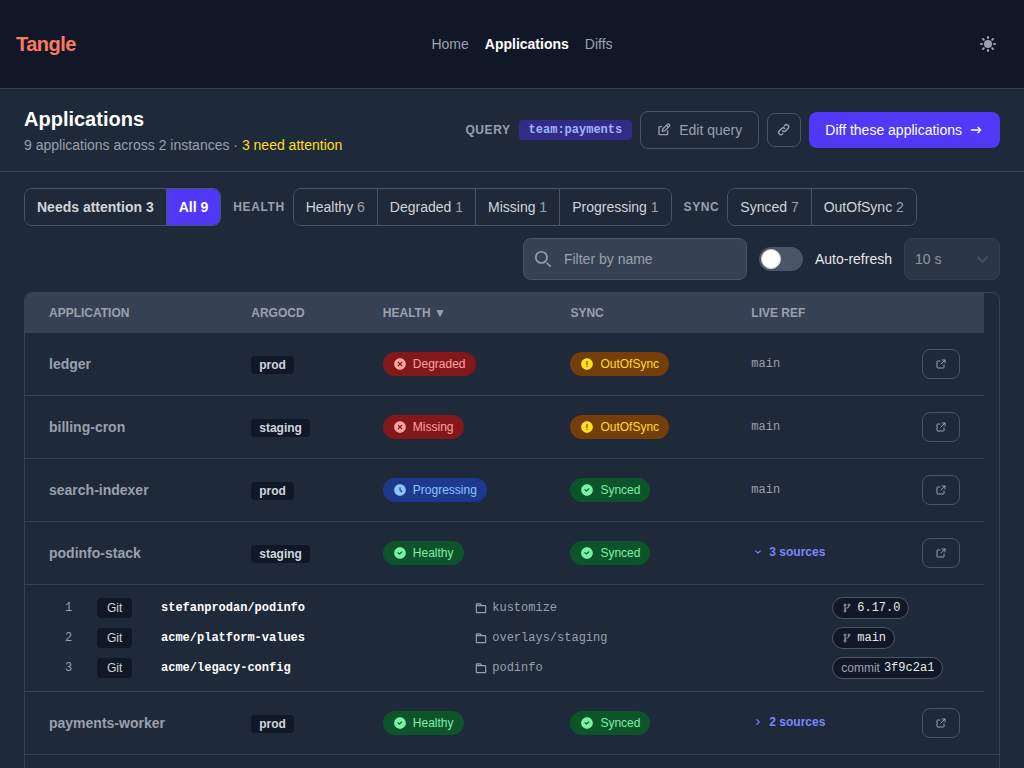 Tangle
Home Applications Diffs
Applications
9 applications across 2 instances · 3 need attention
QUERY team:payments Edit query Diff these applications →
Needs attention 3 All 9 HEALTH Healthy 6 Degraded 1 Missing 1 Progressing 1 SYNC Synced 7 OutOfSync 2
Filter by name Auto-refresh 10 s
APPLICATION ARGOCD HEALTH ▼ SYNC LIVE REF
ledger prod Degraded OutOfSync main
billing-cron staging Missing OutOfSync main
search-indexer prod Progressing Synced main
podinfo-stack staging Healthy Synced 3 sources
1 Git stefanprodan/podinfo kustomize 6.17.0
2 Git acme/platform-values overlays/staging main
3 Git acme/legacy-config podinfo commit 3f9c2a1
payments-worker prod Healthy Synced 2 sources